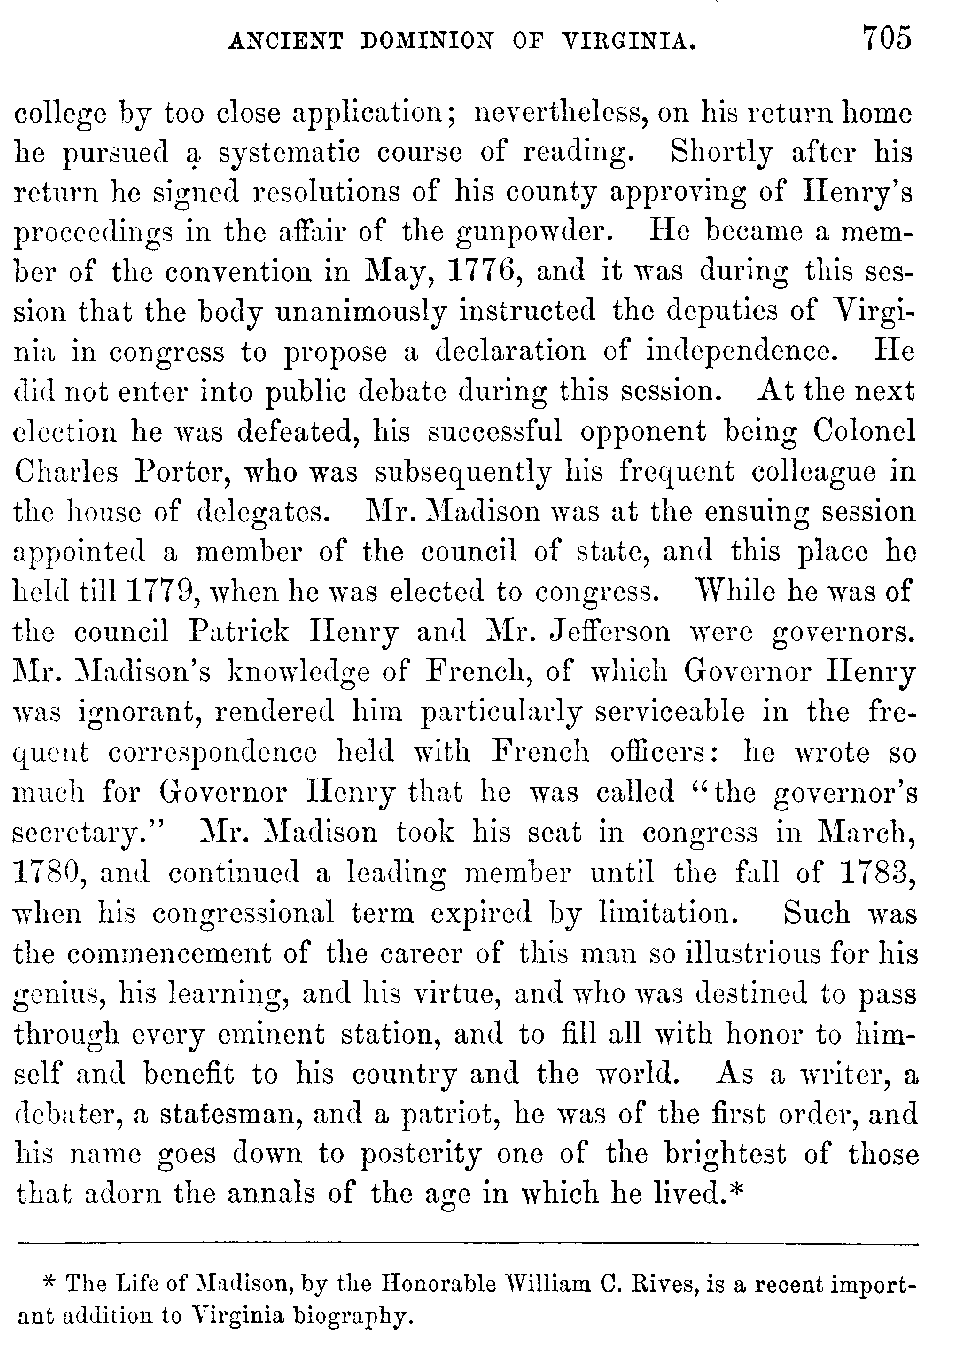 ANCIENT DOMINION OF VIRGINIA. 705
college by too close application; nevertheless, on his return home
he pursued a systematic course of reading. Shortly after his
return he signed resolutions of his county approving of Henry's
proceedings in the affair of the gunpowder. He became a mem-
ber of the convention in May, 1776, and it was during this ses-
sion that the body unanimously instructed the deputies of Virgi-
nia in congress to propose a declaration of independence. He
did not enter into public debate during this session. At the next
election he was defeated, his successful opponent being Colonel
Charles Porter, who was subsequently his frequent colleague in
the house of delegates. Mr. Madison was at the ensuing session
appointed a member of the council of state, and this place he
held till 1779, when he was elected to congress. While he was of
the council Patrick Henry and Mr. Jefferson were governors.
Mr. Madison's knowledge of French, of which Governor Henry
was ignorant, rendered him particularly serviceable in the fre-
quent correspondence held with French officers: he wrote so
much for Governor Henry that he was called "the governor's
secretary." Mr. Madison took his seat in congress in March,
1780, and continued a leading member until the fall of 1783,
when his congressional term expired by limitation. Such was
the commencement of the career of this man so illustrious for his
genius, his learning, and his virtue, and who was destined to pass
through every eminent station, and to fill all with honor to him-
self and benefit to his country and the world. As a writer, a
debater, a statesman, and a patriot, he was of the first order, and
his name goes down to posterity one of the brightest of those
that adorn the annals of the age in which he lived.*
* The Life of Madison, by the Honorable William C. Rives, is a recent import-
ant addition to Virginia biography.